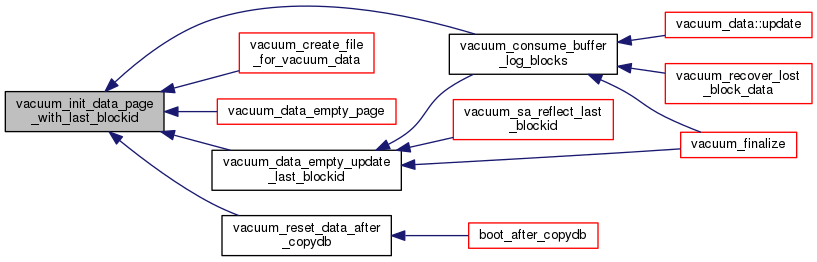 vacuum_init_data_page
_with_last_blockid
vacuum_consume_buffer
_log_blocks
vacuum_create_file
_for_vacuum_data
vacuum_data_empty_page
vacuum_data_empty_update
_last_blockid
vacuum_reset_data_after
_copydb
vacuum_data::update
vacuum_recover_lost
_block_data
vacuum_finalize
vacuum_sa_reflect_last
_blockid
boot_after_copydb